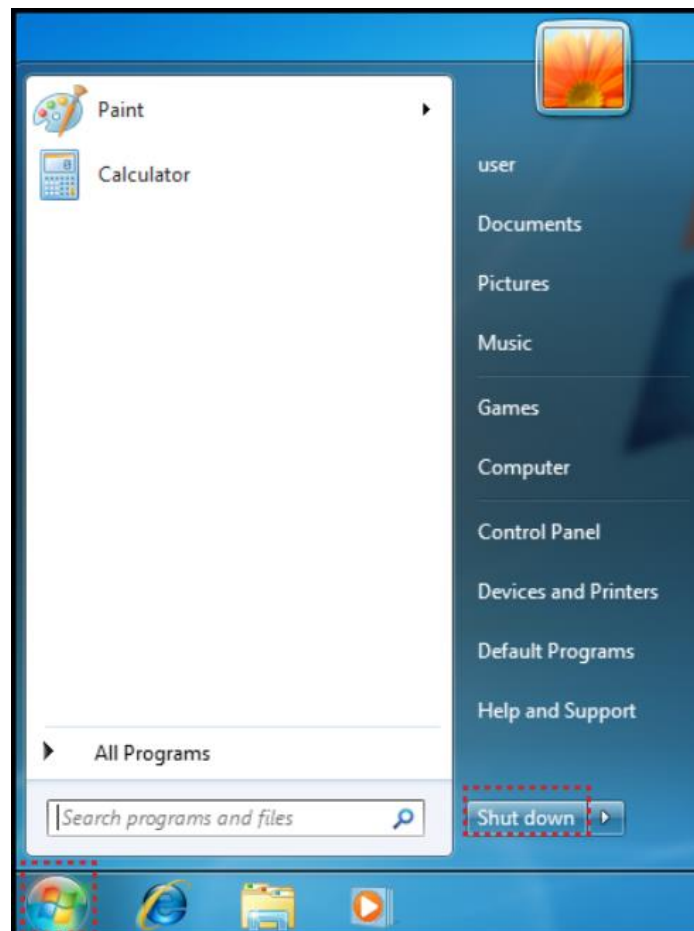 Paint
Calculator
All Programs
Search programs and files
user
Documents
Pictures
Music
Games
Computer
Control Panel
Devices and Printers
Default Programs
Help and Support
Shut down